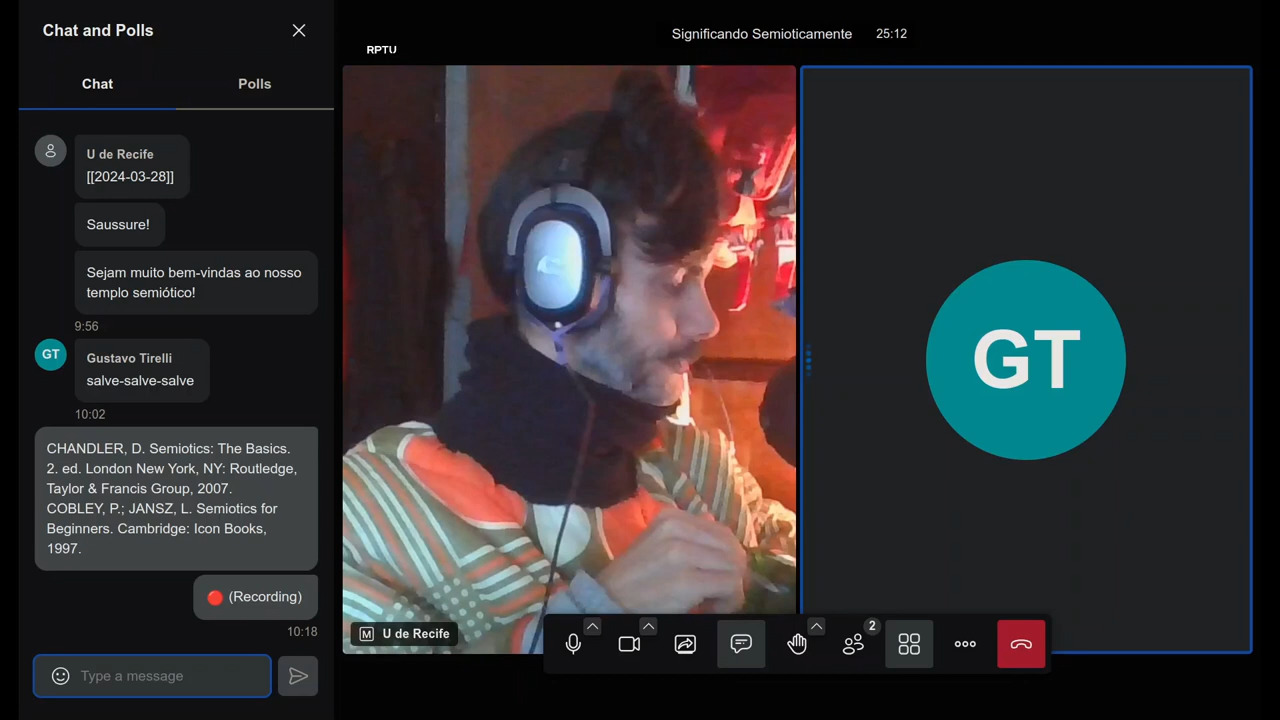 Chat and Polls
Chat
Polls
U de Recife
[[2024-03-28]]
Saussure!
Sejam muito bem-vindas ao nosso
templo semiótico!
9:56
GT
Gustavo Tirelli
salve-salve-salve
10:02
CHANDLER, D. Semiotics: The Basics.
2. ed. London New York, NY: Routledge,
Taylor & Francis Group, 2007.
COBLEY, P.; JANSZ, L. Semiotics for
Beginners. Cambridge: Icon Books,
1997.
🔴 (Recording)
10:18
Type a message
Significando Semioticamente 25:12
RPTU
GT
M U de Recife
2